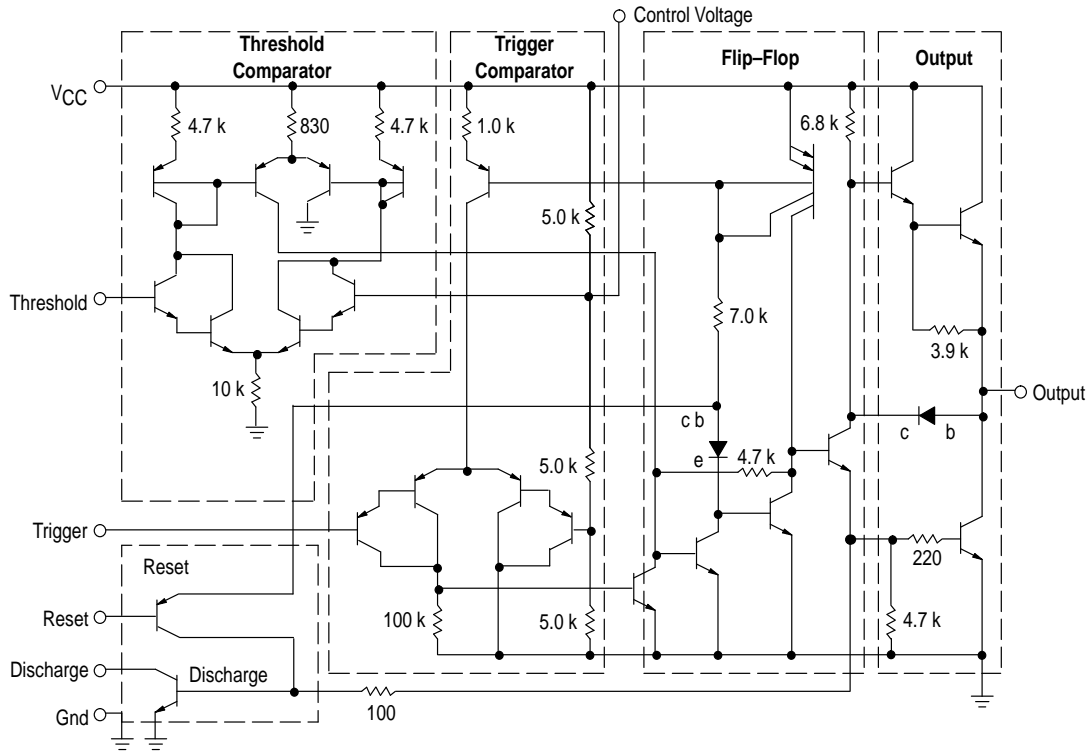 Control Voltage
Threshold
Comparator
Trigger
Comparator
Flip–Flop
Output
VCC
4.7 k
830
4.7 k
1.0 k
6.8 k
5.0 k
Threshold
7.0 k
3.9 k
10 k
Output
c b
c
b
e
4.7 k
5.0 k
Trigger
220
Reset
Reset
100 k
5.0 k
4.7 k
Discharge
Discharge
100
Gnd